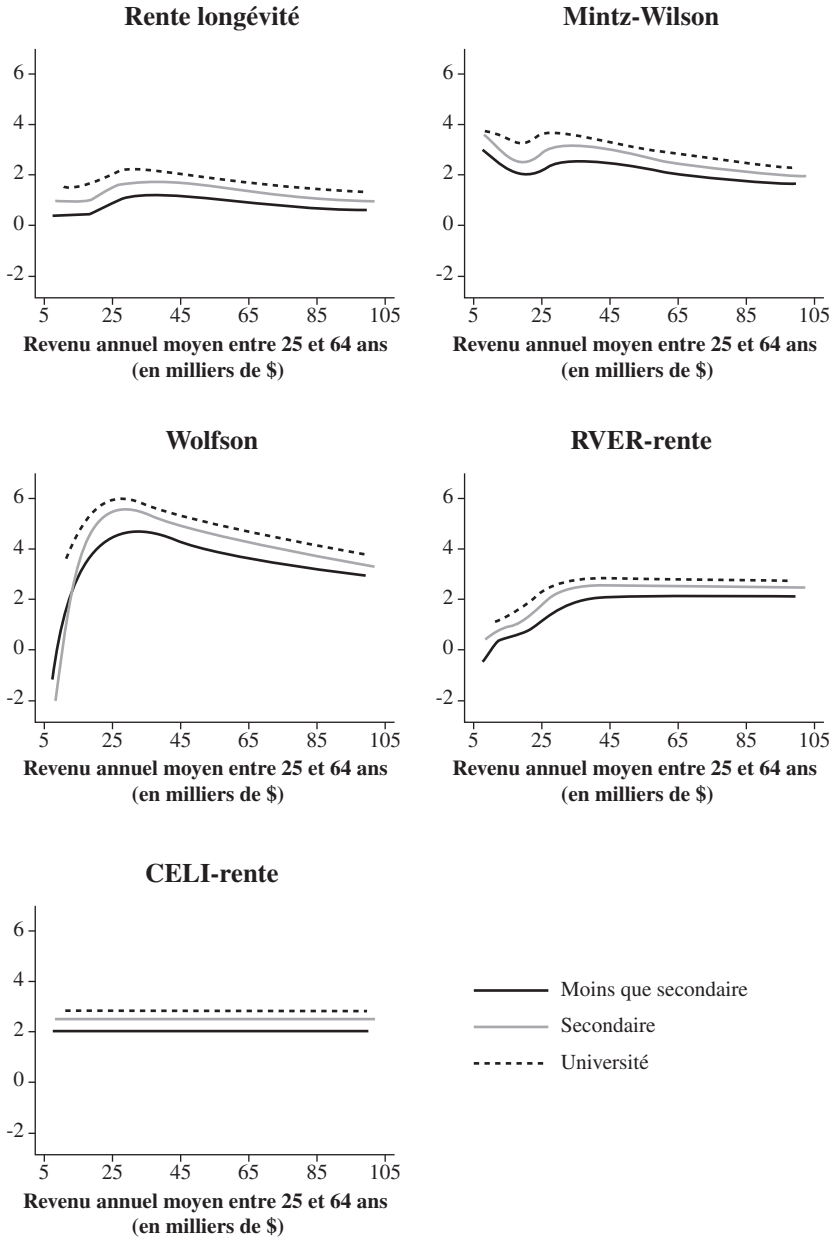 Rente longévité
6
4
2
0
-2
5 25 45 65 85 105
Revenu annuel moyen entre 25 et 64 ans
(en milliers de $)
Mintz-Wilson
6
4
2
0
-2
5 25 45 65 85 105
Revenu annuel moyen entre 25 et 64 ans
(en milliers de $)
Wolfson
6
4
2
0
-2
5 25 45 65 85 105
Revenu annuel moyen entre 25 et 64 ans
(en milliers de $)
RVER-rente
6
4
2
0
-2
5 25 45 65 85 105
Revenu annuel moyen entre 25 et 64 ans
(en milliers de $)
CELI-rente
6
4
2
0
-2
5 25 45 65 85 105
Revenu annuel moyen entre 25 et 64 ans
(en milliers de $)
Moins que secondaire
Secondaire
Université